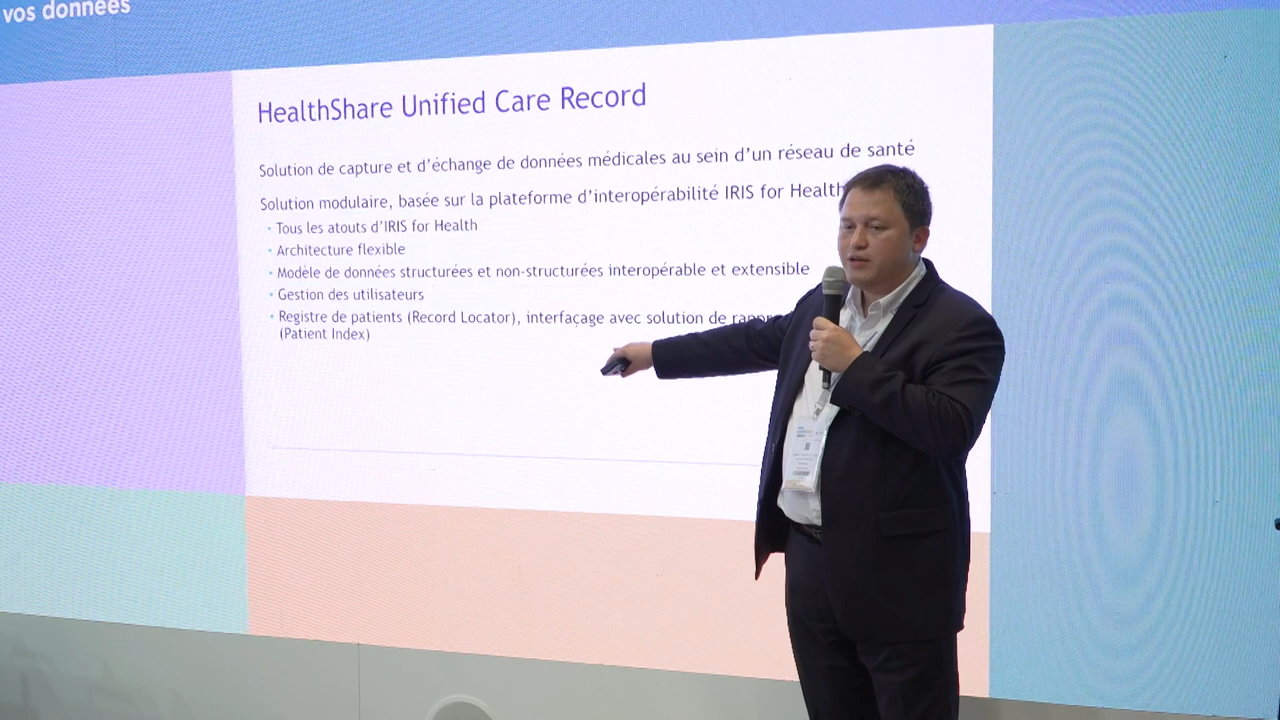 vos données
HealthShare Unified Care Record
Solution de capture et d'échange de données médicales au sein d'un réseau de santé
Solution modulaire, basée sur la plateforme d'interopérabilité IRIS for Health
• Tous les atouts d'IRIS for Health
• Architecture flexible
• Modèle de données structurées et non-structurées interopérable et extensible
• Gestion des utilisateurs
• Registre de patients (Record Locator), interfaçage avec solution de
(Patient Index)